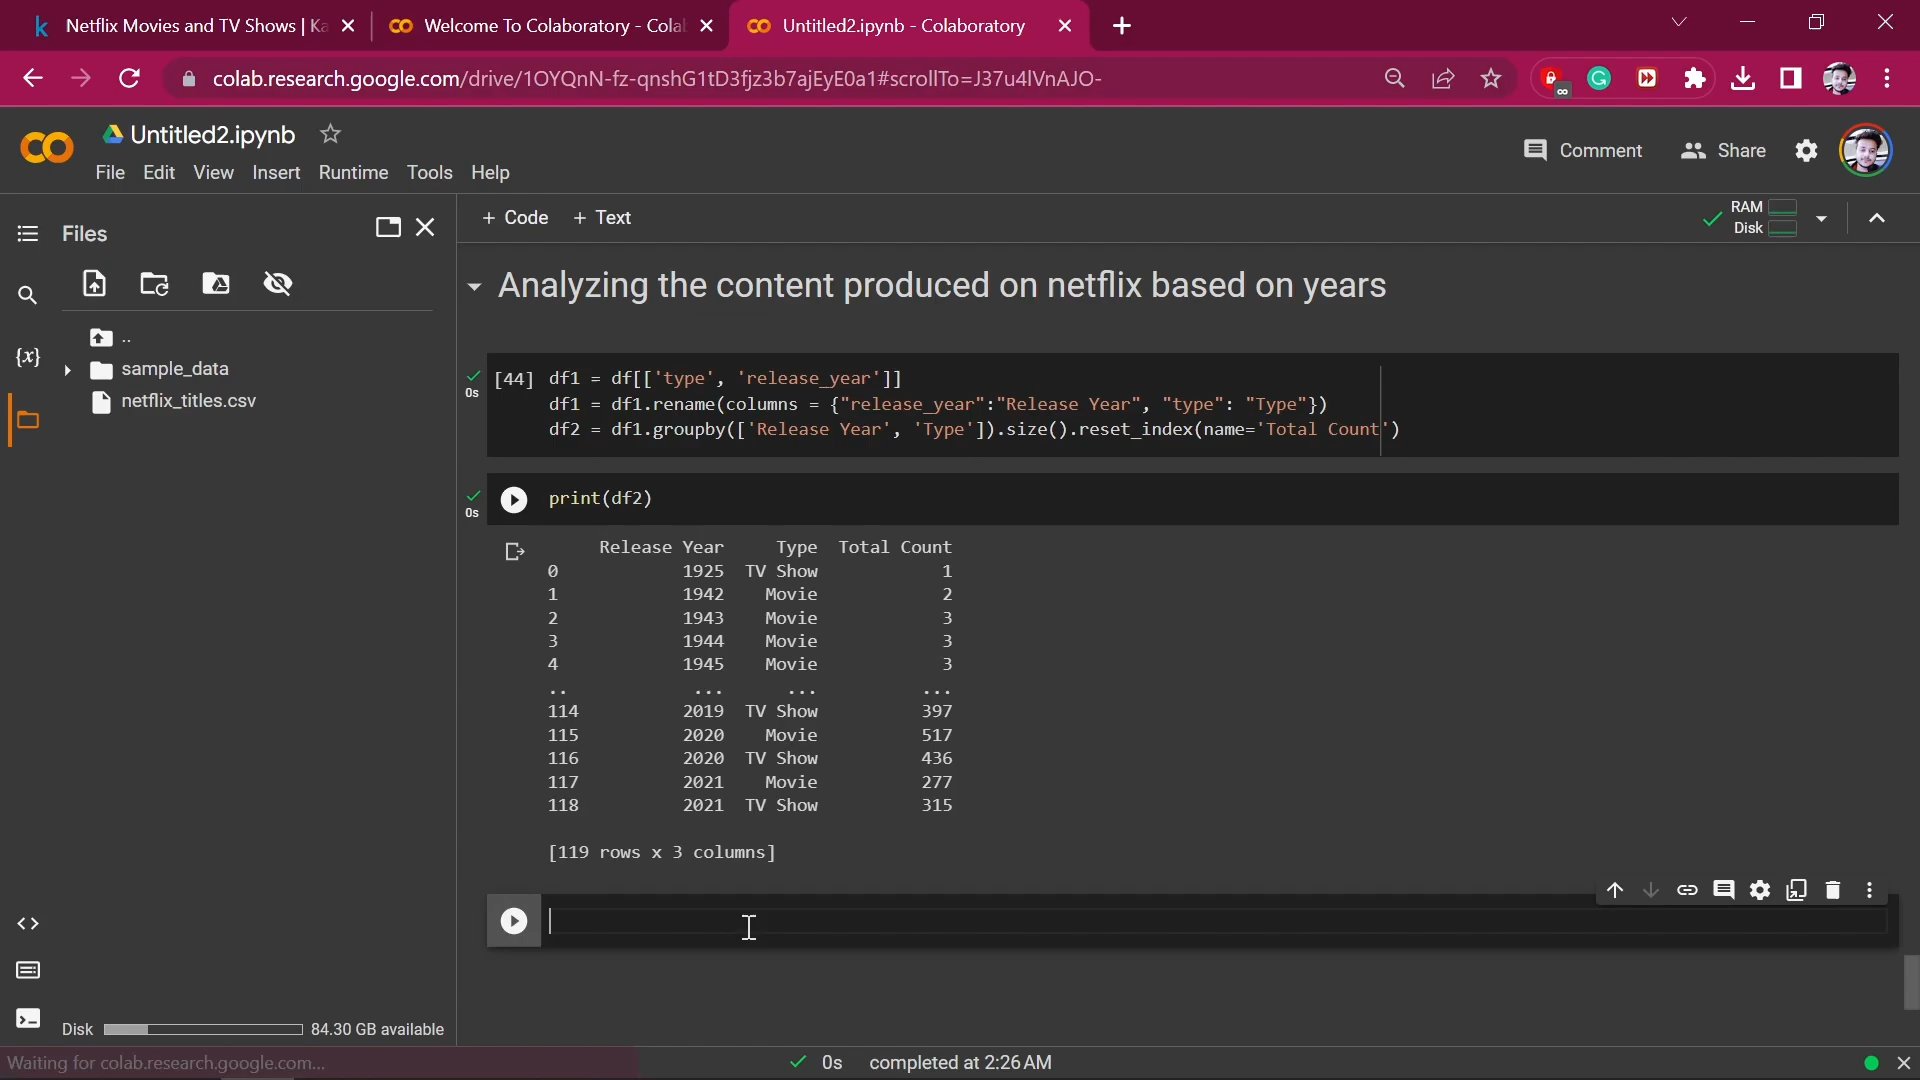 Netflix Movies and TV Shows | Ka
Welcome To Colaboratory - Colab
Untitled2.ipynb - Colaboratory
colab.research.google.com/drive/1OYQnN-fz-qnshG1tD3fjz3b7ajEyE0a1#scrollTo=J37u4lVnAJO-
Untitled2.ipynb
Comment
Share
File Edit View Insert Runtime Tools Help
Files
+ Code + Text
RAM
Disk
..
sample_data
netflix_titles.csv
Analyzing the content produced on netflix based on years
0s
[44] df1 = df[['type', 'release_year']]
df1 = df1.rename(columns = {"release_year":"Release Year", "type": "Type"})
df2 = df1.groupby(['Release Year', 'Type']).size().reset_index(name='Total Count')
0s
print(df2)
Release Year Type Total Count
0 1925 TV Show 1
1 1942 Movie 2
2 1943 Movie 3
3 1944 Movie 3
4 1945 Movie 3
.. ... ... ...
114 2019 TV Show 397
115 2020 Movie 517
116 2020 TV Show 436
117 2021 Movie 277
118 2021 TV Show 315
[119 rows x 3 columns]
{x}
Disk 84.30 GB available
Waiting for colab.research.google.com...
0s completed at 2:26 AM